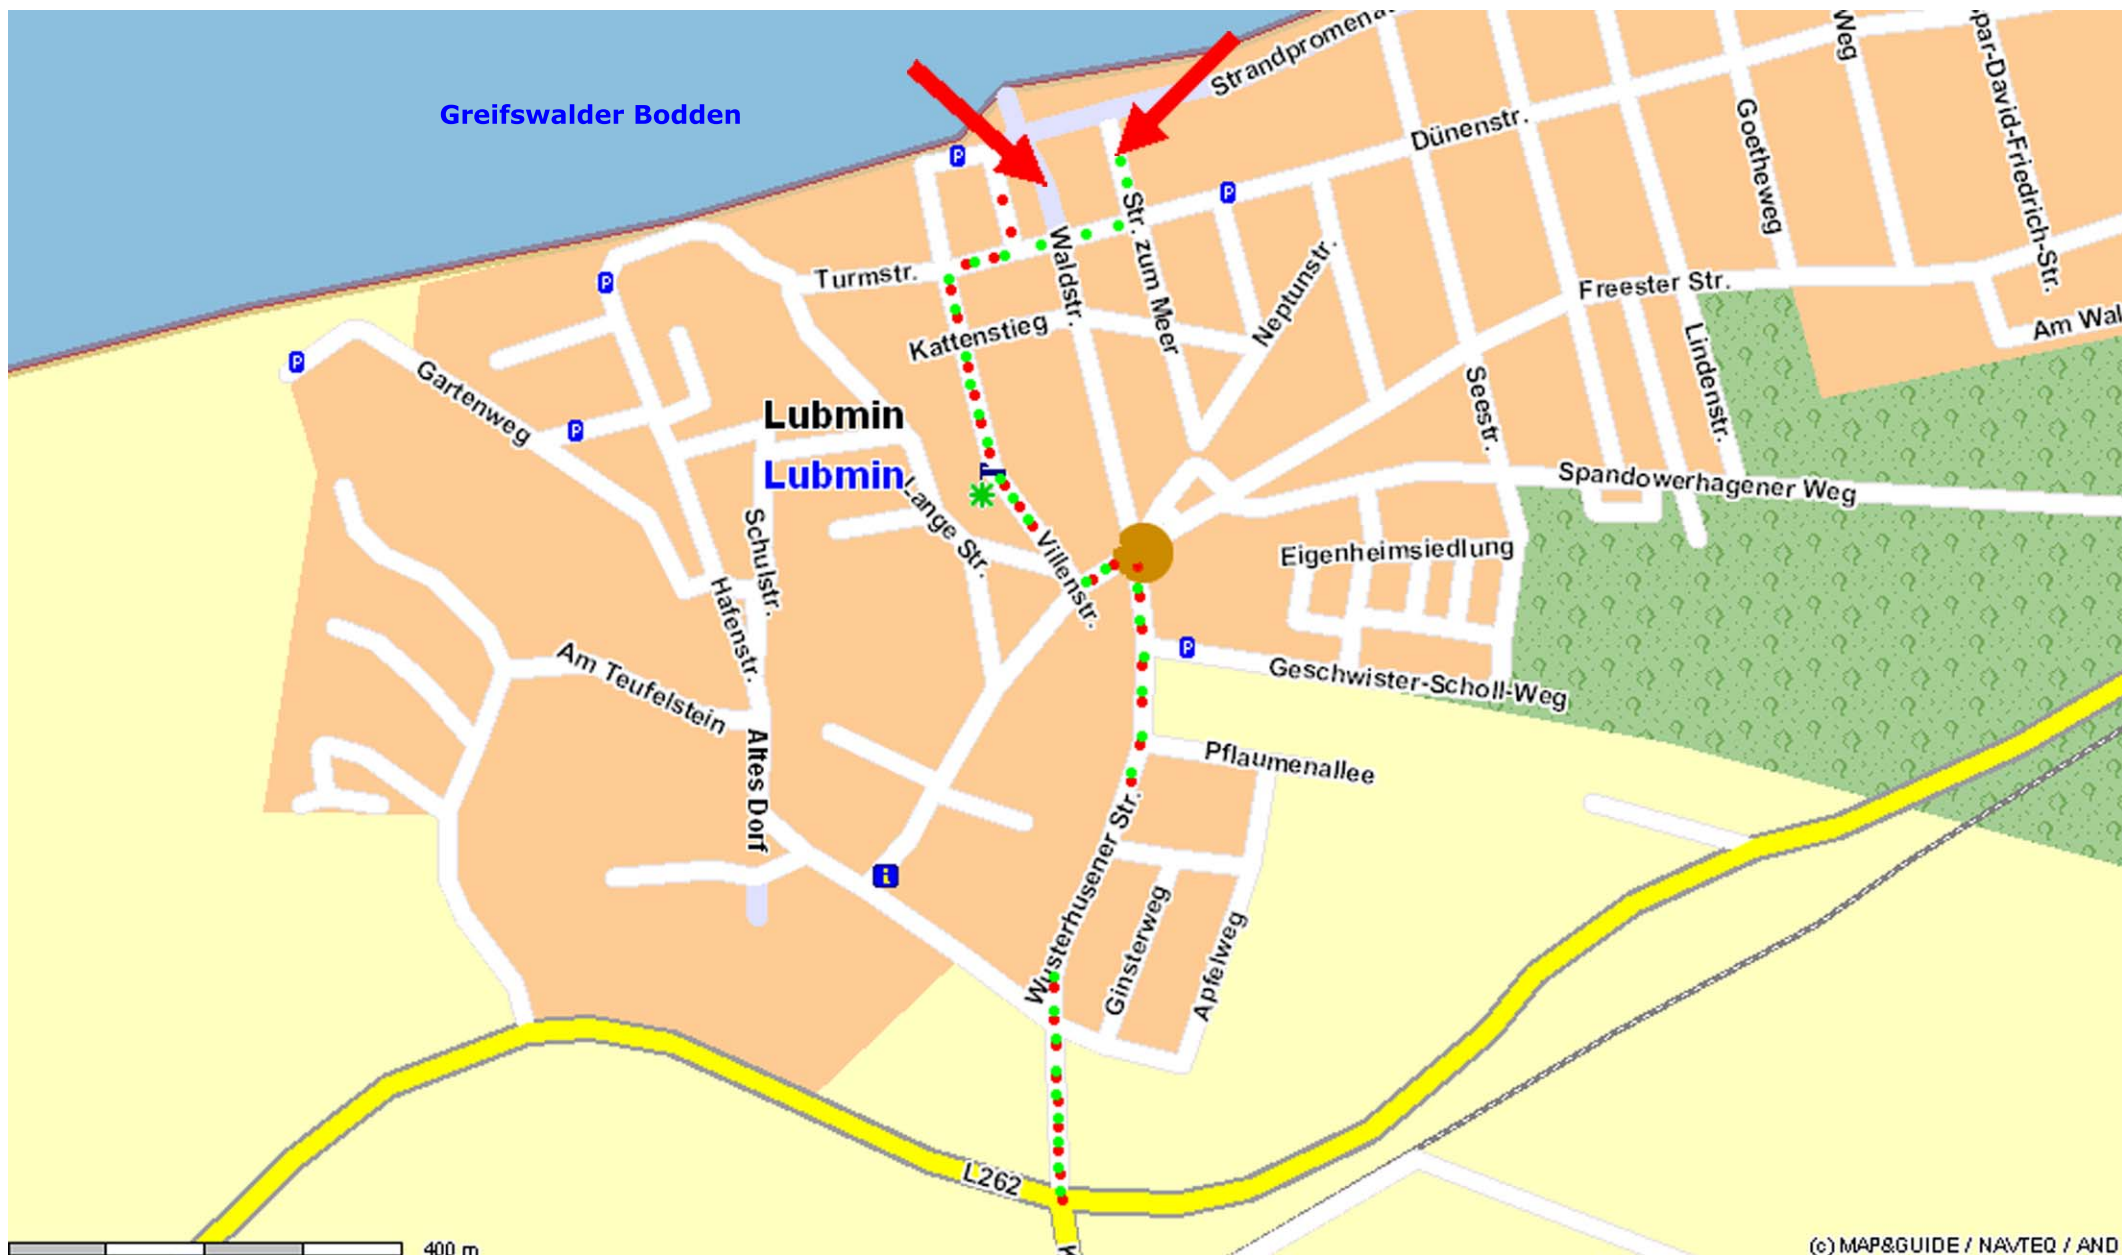 Strandpromena
Weg
par-David-Friedrich-Str.
Greifswalder Bodden
P
Dünenstr.
Goetheweg
P
Str. zum Meer
Waldstr.
Turmstr.
P
Neptunstr.
Freester Str.
Kattenstieg
Am Wal
Lindenstr.
P
Gartenweg
Seestr.
Lubmin
P
Lubmin
Spandowerhagener Weg
Lange Str.
Schulstr.
Villenstr.
Eigenheimsiedlung
Hafenstr.
P
Geschwister-Scholl-Weg
Am Teufelstein
Altes Dorf
Pflaumenallee
Wusterhusener Str.
i
Ginsterweg
Apfelweg
L262
K
400 m
(c) MAP&GUIDE / NAVTEQ / AND